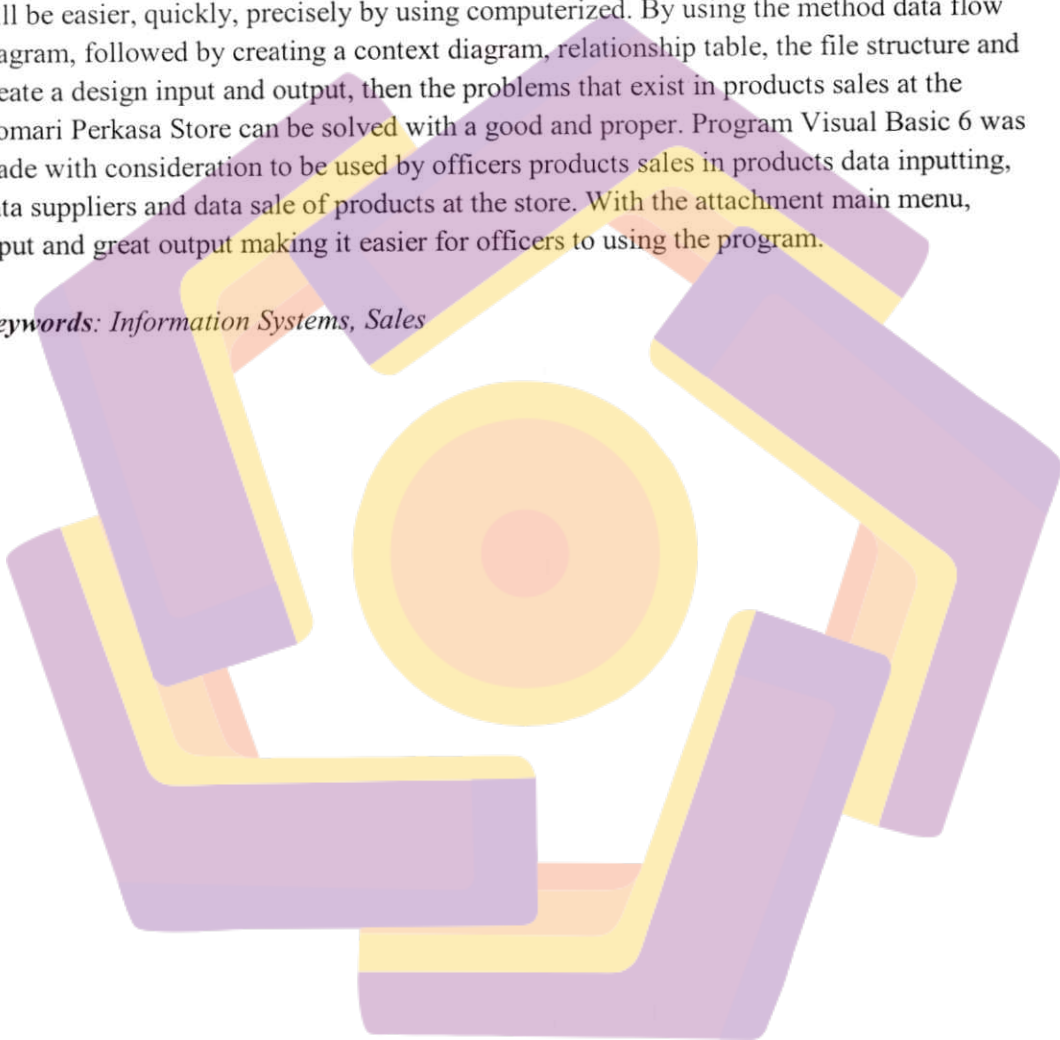 ll be easier, quickly, precisely by using computerized. By using the method data flow
agram, followed by creating a context diagram, relationship table, the file structure and
eate a design input and output, then the problems that exist in products sales at the
omari Perkasa Store can be solved with a good and proper. Program Visual Basic 6 was
ade with consideration to be used by officers products sales in products data inputting,
ta suppliers and data sale of products at the store. With the attachment main menu,
put and great output making it easier for officers to using the program.
eywords: Information Systems, Sales